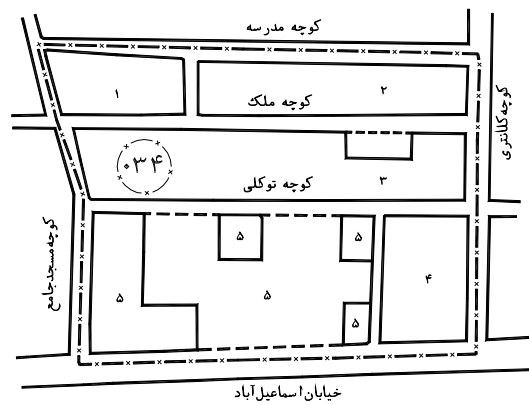 کوچه مدرسه
۱
۲
کوچه ملک
کوچه کلانتری
۰۳۴
۳
کوچه توکلی
کوچه مسجد جامع
۵
۵
۴
۵
۵
۵
خیابان اسماعیل آباد